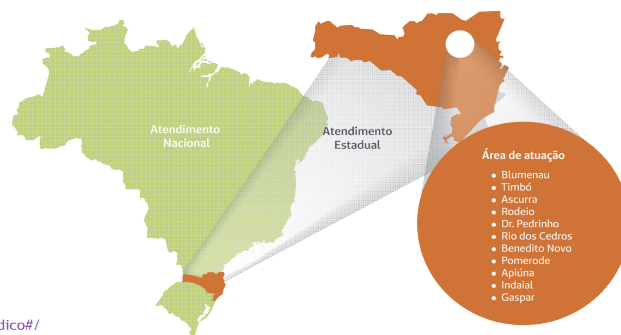 Atendimento
Nacional
Atendimento
Estadual
Área de atuação
• Blumenau
• Timbó
• Ascurra
• Rodeio
• Dr. Pedrinho
• Rio dos Cedros
• Benedito Novo
• Pomerode
• Apiúna
• Indaial
• Gaspar
dico#/